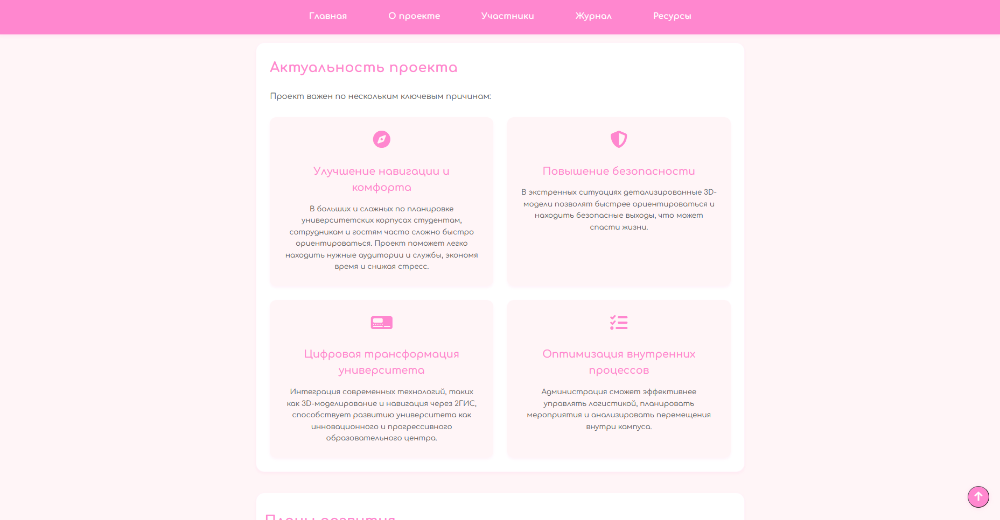 Главная О проекте Участники Журнал Ресурсы
Актуальность проекта
Проект важен по нескольким ключевым причинам:
Улучшение навигации и
комфорта
В больших и сложных по планировке
университетских корпусах студентам,
сотрудникам и гостям часто сложно быстро
ориентироваться. Проект поможет легко
находить нужные аудитории и службы, экономя
время и снижая стресс.
Повышение безопасности
В экстренных ситуациях детализированные 3D-
модели позволят быстрее ориентироваться и
находить безопасные выходы, что может
спасти жизни.
Цифровая трансформация
университета
Интеграция современных технологий, таких
как 3D-моделирование и навигация через 2ГИС,
способствует развитию университета как
инновационного и прогрессивного
образовательного центра.
Оптимизация внутренних
процессов
Администрация сможет эффективнее
управлять логистикой, планировать
мероприятия и анализировать перемещения
внутри кампуса.
Планы развития